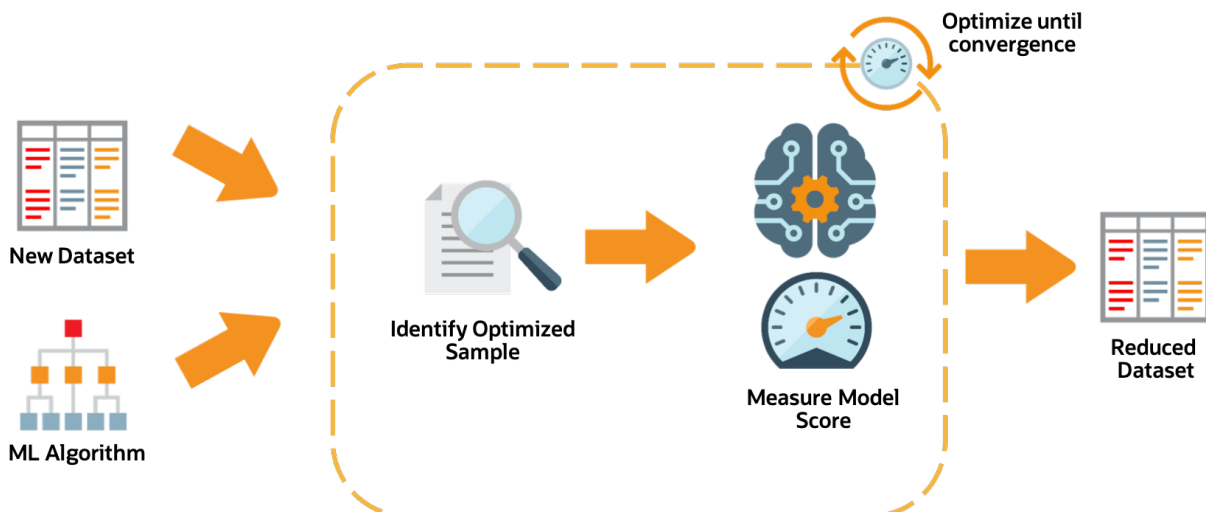 Optimize until
convergence
New Dataset
ML Algorithm
Identify Optimized
Sample
Measure Model
Score
Reduced
Dataset